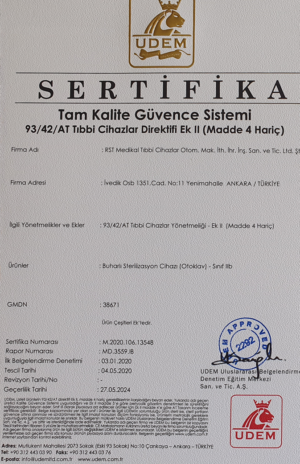 UDEM
SERTİFİKA
Tam Kalite Güvence Sistemi
93/42/AT Tıbbi Cihazlar Direktifi Ek II (Madde 4 Hariç)
Firma Adı : RST Medikal Tıbbi Cihazlar Otom. Mak. İth. İhr. İnş. San. ve Tic. Ltd. Ş
Firma Adresi : İvedik Osb 1351.Cad. No:11 Yenimahalle ANKARA / TÜRKİYE
İlgili Yönetmelikler ve Ekler : 93/42/AT Tıbbi Cihazlar Yönetmeliği - Ek II (Madde 4 Hariç)
Ürünler : Buharlı Sterilizasyon Cihazı (Otoklav) - Sınıf IIb
GMDN : 38671
Ürün Çeşitleri Ek'tedir.
Sertifika Numarası : M.2020.106.13548
Rapor Numarası : MD.3559.IB
İlk Belgelendirme Denetimi : 03.01.2020
Tescil Tarihi : 04.05.2020
Revizyon Tarihi/No : -
Geçerlilik Tarihi : 27.05.2024
APPROVED
2292
UDEM Uluslararası Belgelendirme
Denetim Eğitim Merkezi
San. ve Tic. A.Ş.
UDEM
Adres: Mutlukent Mahallesi 2073 Sokak (Eski 93 Sokak) No:10 Çankaya - Ankara - TÜRKİYE
Tel: +90 312 443 03 90 Faks: +90 312 443 03 76
E-posta: info@udemltd.com.tr www.udem.com.tr